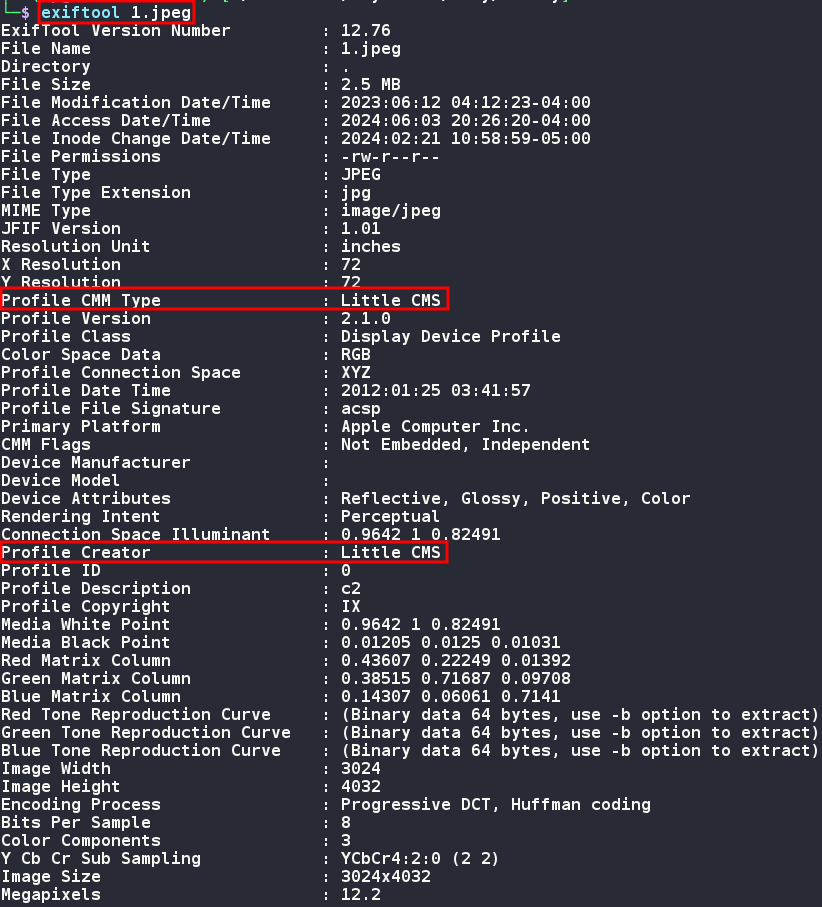 └─$ exiftool 1.jpeg
ExifTool Version Number         : 12.76
File Name                       : 1.jpeg
Directory                       : .
File Size                       : 2.5 MB
File Modification Date/Time     : 2023:06:12 04:12:23-04:00
File Access Date/Time           : 2024:06:03 20:26:20-04:00
File Inode Change Date/Time     : 2024:02:21 10:58:59-05:00
File Permissions                : -rw-r--r--
File Type                       : JPEG
File Type Extension             : jpg
MIME Type                       : image/jpeg
JFIF Version                    : 1.01
Resolution Unit                 : inches
X Resolution                    : 72
Y Resolution                    : 72
Profile CMM Type                : Little CMS
Profile Version                 : 2.1.0
Profile Class                   : Display Device Profile
Color Space Data                : RGB
Profile Connection Space        : XYZ
Profile Date Time               : 2012:01:25 03:41:57
Profile File Signature          : acsp
Primary Platform                : Apple Computer Inc.
CMM Flags                       : Not Embedded, Independent
Device Manufacturer             :
Device Model                    :
Device Attributes               : Reflective, Glossy, Positive, Color
Rendering Intent                : Perceptual
Connection Space Illuminant     : 0.9642 1 0.82491
Profile Creator                 : Little CMS
Profile ID                      : 0
Profile Description             : c2
Profile Copyright               : IX
Media White Point               : 0.9642 1 0.82491
Media Black Point               : 0.01205 0.0125 0.01031
Red Matrix Column               : 0.43607 0.22249 0.01392
Green Matrix Column             : 0.38515 0.71687 0.09708
Blue Matrix Column              : 0.14307 0.06061 0.7141
Red Tone Reproduction Curve     : (Binary data 64 bytes, use -b option to extract)
Green Tone Reproduction Curve   : (Binary data 64 bytes, use -b option to extract)
Blue Tone Reproduction Curve    : (Binary data 64 bytes, use -b option to extract)
Image Width                     : 3024
Image Height                    : 4032
Encoding Process                : Progressive DCT, Huffman coding
Bits Per Sample                 : 8
Color Components                : 3
Y Cb Cr Sub Sampling            : YCbCr4:2:0 (2 2)
Image Size                      : 3024x4032
Megapixels                      : 12.2